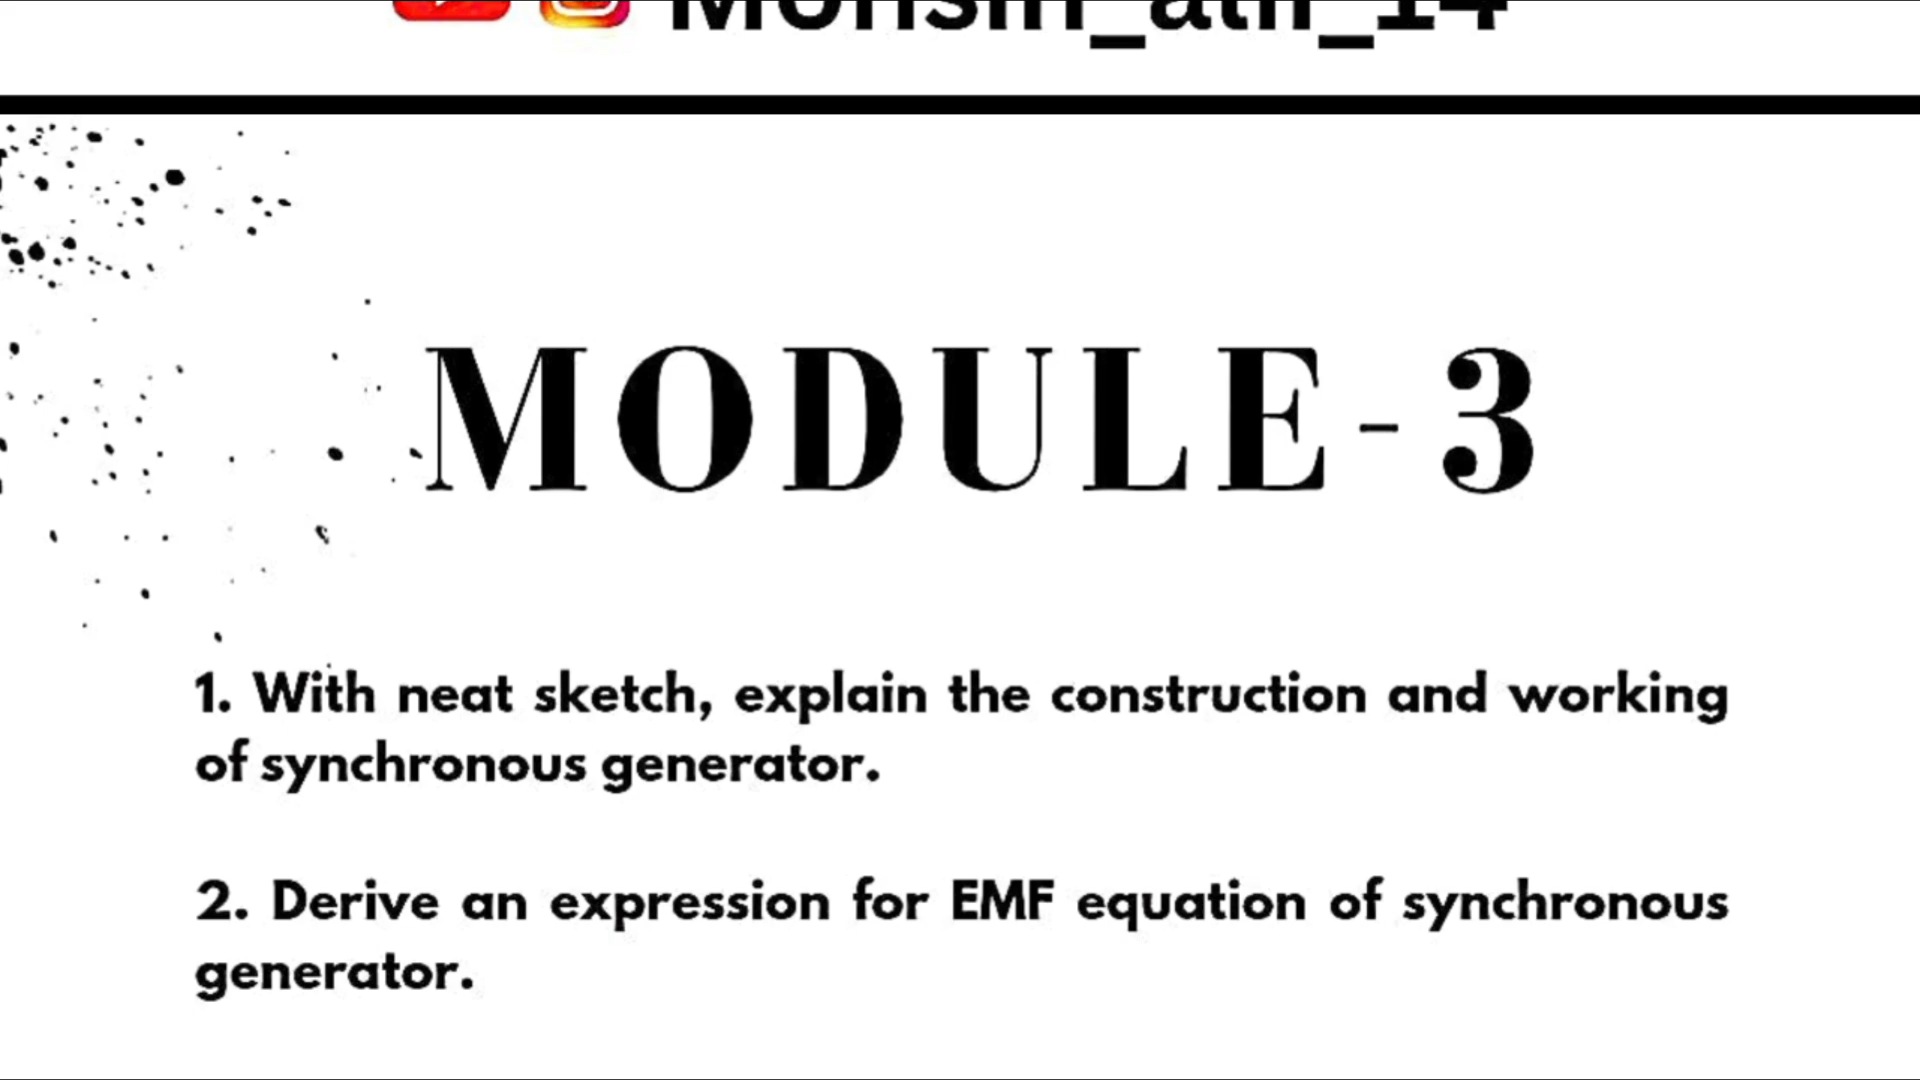 MODULE-3
1. With neat sketch, explain the construction and working
of synchronous generator.
2. Derive an expression for EMF equation of synchronous
generator.